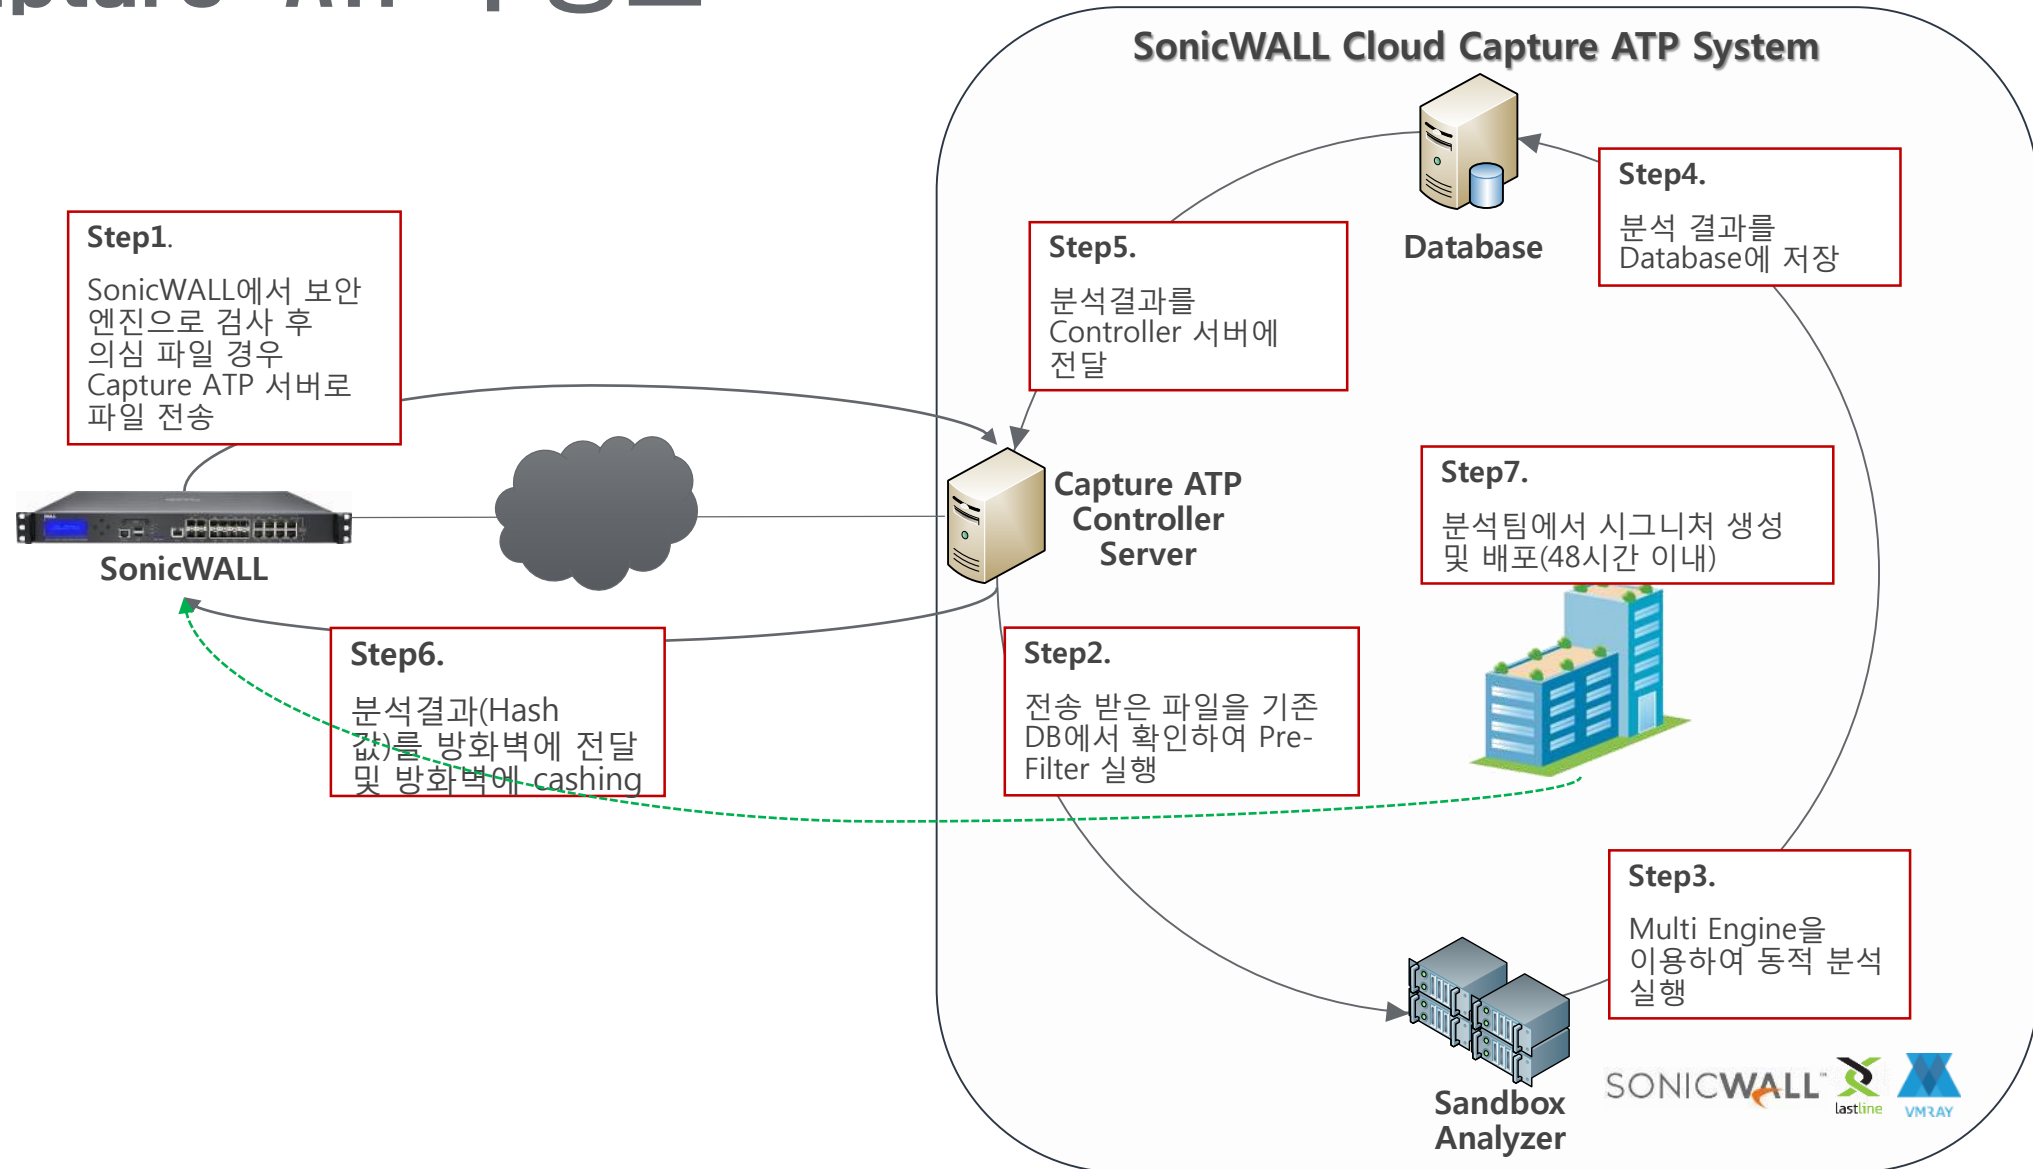 SonicWALL Cloud Capture ATP System
Step1.
SonicWALL에서 보안
엔진으로 검사 후
의심 파일 경우
Capture ATP 서버로
파일 전송
SonicWALL
Step6.
분석결과(Hash
값)를 방화벽에 전달
및 방화벽에 cashing
Capture ATP
Controller
Server
Step5.
분석결과를
Controller 서버에
전달
Database
Step4.
분석 결과를
Database에 저장
Step7.
분석팀에서 시그니처 생성
및 배포(48시간 이내)
Step2.
전송 받은 파일을 기존
DB에서 확인하여 Pre-
Filter 실행
Step3.
Multi Engine을
이용하여 동적 분석
실행
Sandbox
Analyzer
SONICWALL
lastline
VMRAY